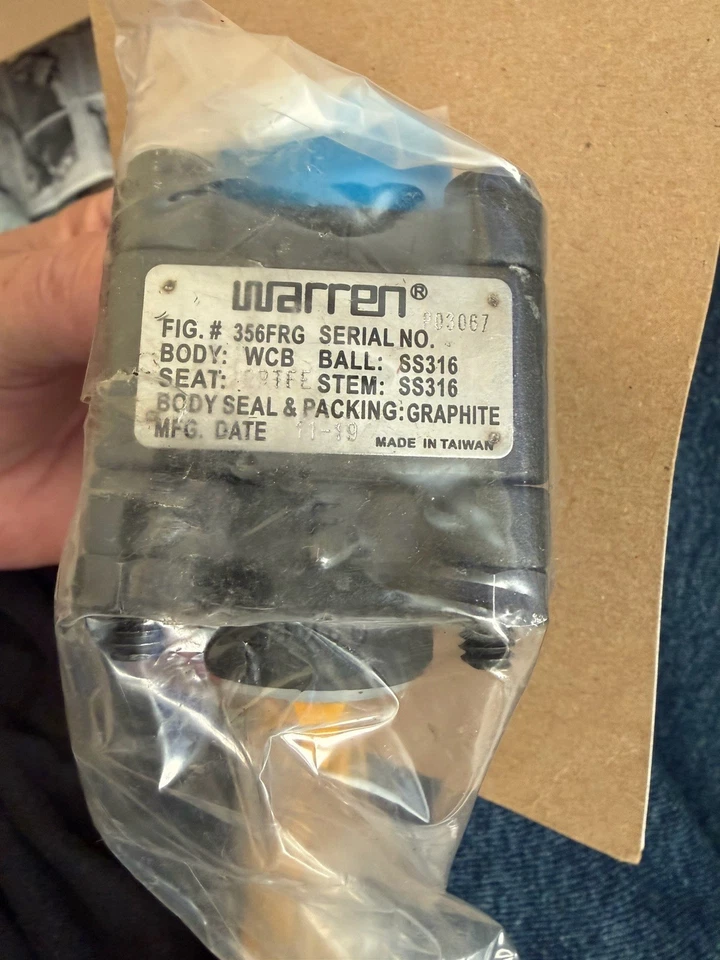 warren®
FIG. # 356FRG SERIAL NO. 
BODY: WCB BALL: SS316
SEAT: STEM: SS316
BODY SEAL & PACKING: GRAPHITE
MFG. DATE 11-19 MADE IN TAIWAN